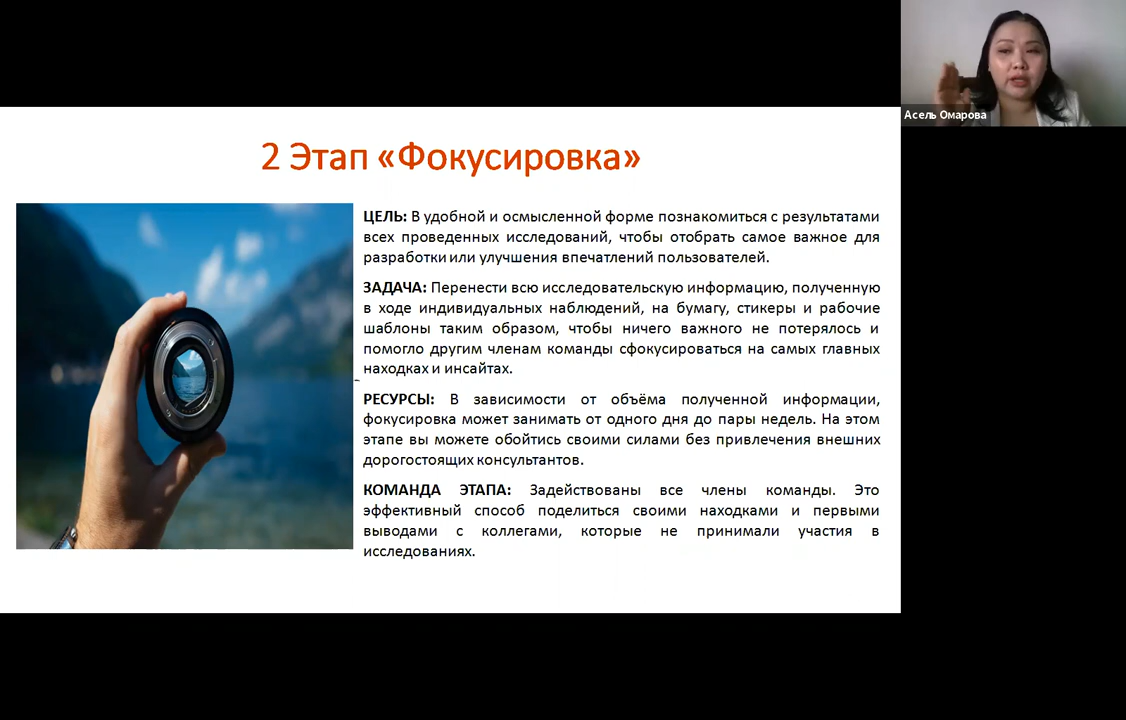 Асель Омарова
2 Этап «Фокусировка»
ЦЕЛЬ: В удобной и осмысленной форме познакомиться с результатами
всех проведенных исследований, чтобы отобрать самое важное для
разработки или улучшения впечатлений пользователей.
ЗАДАЧА: Перенести всю исследовательскую информацию, полученную
в ходе индивидуальных наблюдений, на бумагу, стикеры и рабочие
шаблоны таким образом, чтобы ничего важного не потерялось и
помогло другим членам команды сфокусироваться на самых главных
находках и инсайтах.
РЕСУРСЫ: В зависимости от объёма полученной информации,
фокусировка может занимать от одного дня до пары недель. На этом
этапе вы можете обойтись своими силами без привлечения внешних
дорогостоящих консультантов.
КОМАНДА ЭТАПА: Задействованы все члены команды. Это
эффективный способ поделиться своими находками и первыми
выводами с коллегами, которые не принимали участия в
исследованиях.